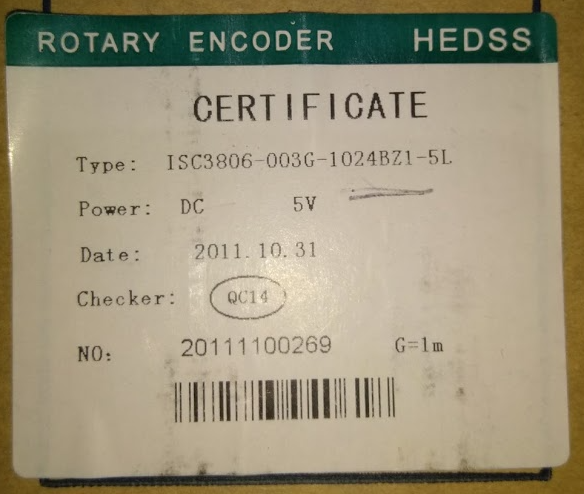 ROTARY ENCODER HEDSS
CERTIFICATE
Type: ISC3806-003G-1024BZ1-5L
Power: DC 5V
Date: 2011.10.31
Checker: QC14
NO: 20111100269 G=1m